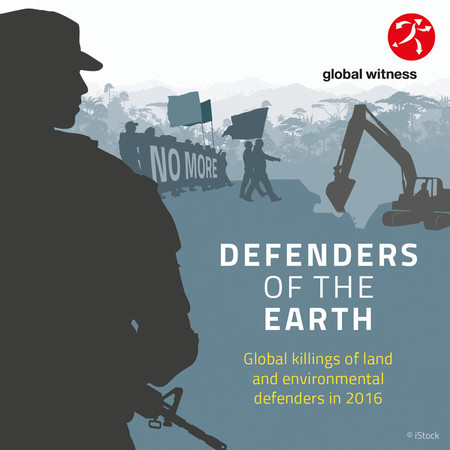 global witness
NO MORE
DEFENDERS
OF THE
EARTH
Global killings of land
and environmental
defenders in 2016
© iStock